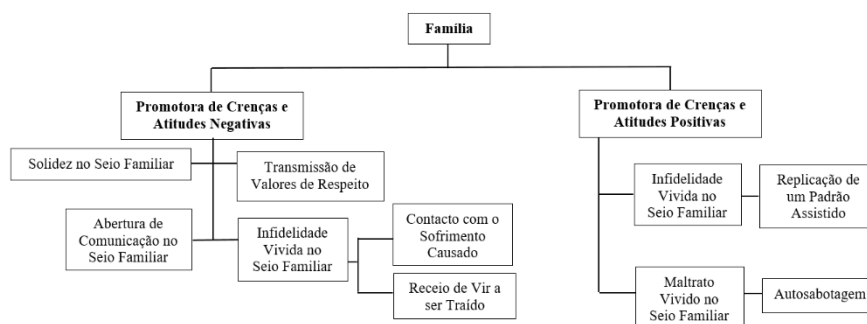 Família
Promotora de Crenças e
Atitudes Negativas
Promotora de Crenças e
Atitudes Positivas
Solidez no Seio Familiar
Transmissão de
Valores de Respeito
Abertura de
Comunicação no
Seio Familiar
Infidelidade
Vivida no
Seio Familiar
Contacto com o
Sofrimento
Causado
Receio de Vir a
ser Traído
Infidelidade
Vivida no
Seio Familiar
Replicação de
um Padrão
Assistido
Maltrato
Vivido no
Seio Familiar
Autosabotagem